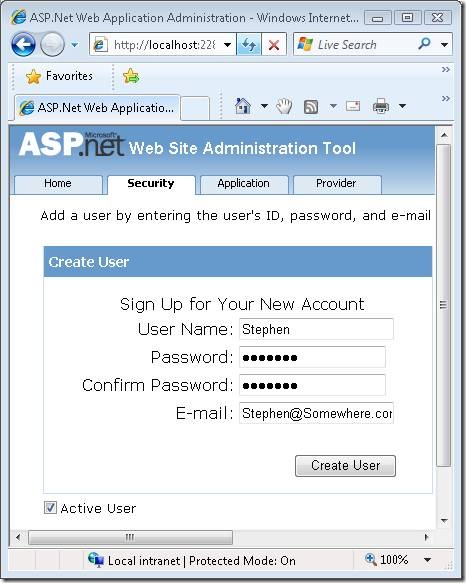 ASP.Net Web Application Administration - Windows Internet...
http://localhost:228
Live Search
Favorites
ASP.Net Web Applicatio...
Microsoft
ASP.net Web Site Administration Tool
Home Security Application Provider
Add a user by entering the user's ID, password, and e-mail
Create User
Sign Up for Your New Account
User Name: Stephen
Password: •••••••
Confirm Password: •••••••
E-mail: Stephen@Somewhere.com
Create User
Active User
Local intranet | Protected Mode: On 100%